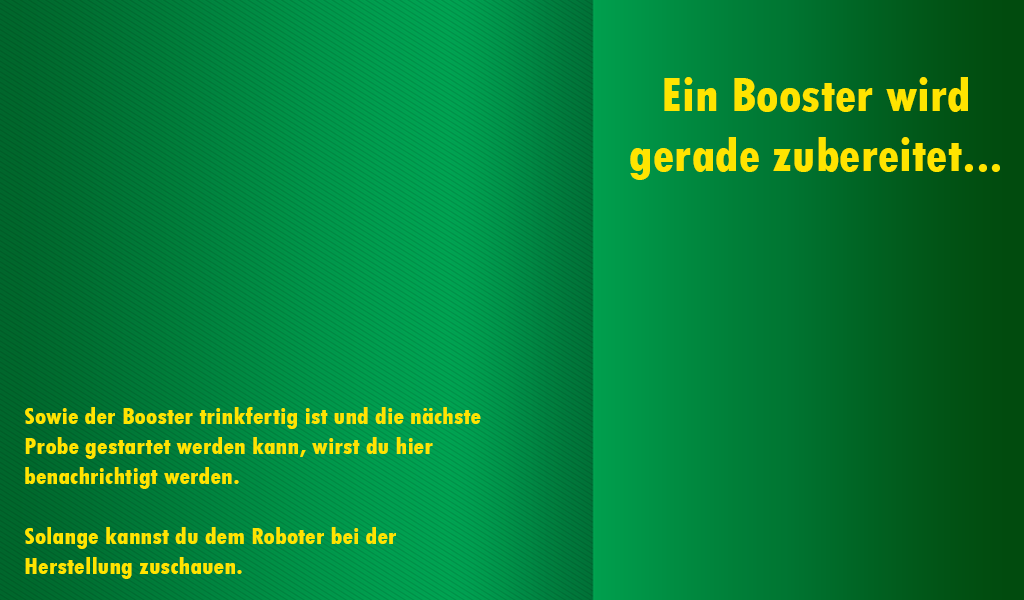 Ein Booster wird
gerade zubereitet...
Sowie der Booster trinkfertig ist und die nächste
Probe gestartet werden kann, wirst du hier
benachrichtigt werden.
Solange kannst du dem Roboter bei der
Herstellung zuschauen.